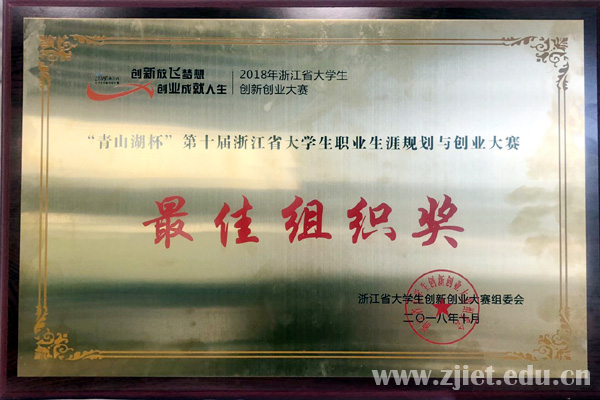 创新放飞梦想
创业成就人生
2018年浙江省大学生
创新创业大赛
“青山湖杯”第十届浙江省大学生职业生涯规划与创业大赛
最佳组织奖
浙江省大学生创新创业大赛组委会
二〇一八年十月
www.zjiet.edu.cn